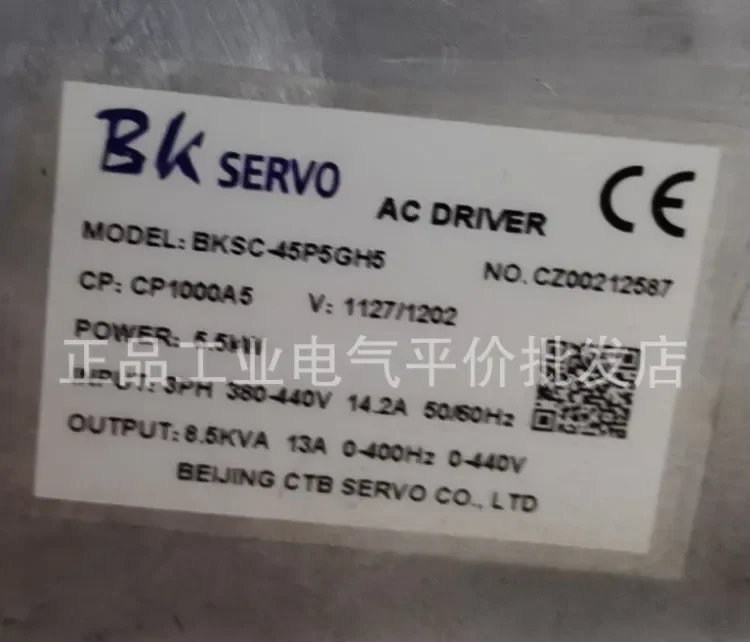 BK SERVO
AC DRIVER
CE
MODEL: BKSC-45P5GH5
NO. CZ00212587
CP: CP1000A5 V: 1127/1202
POWER: 5.5kW
正品工业电气平价批发店
INPUT: 3PH 380-440V 14.2A 50/60Hz
OUTPUT: 8.5KVA 13A 0-400Hz 0-440V
BEIJING CTB SERVO CO., LTD